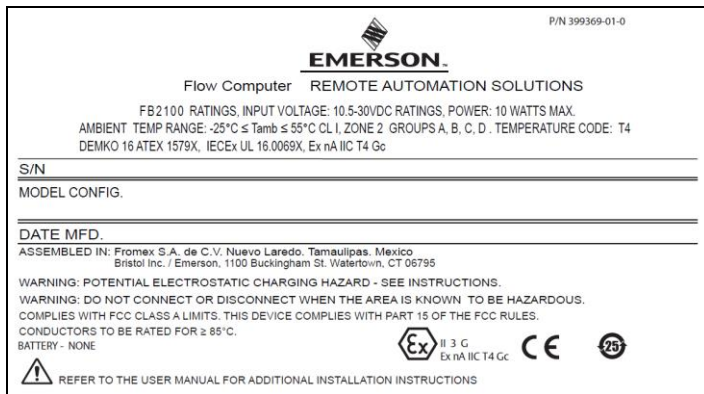 P/N 399369-01-0
EMERSON™
Flow Computer REMOTE AUTOMATION SOLUTIONS
FB2100 RATINGS, INPUT VOLTAGE: 10.5-30VDC RATINGS, POWER: 10 WATTS MAX.
AMBIENT TEMP RANGE: -25°C ≤ Tamb ≤ 55°C CL I, ZONE 2 GROUPS A, B, C, D . TEMPERATURE CODE: T4
DEMKO 16 ATEX 1579X, IECEx UL 16.0069X, Ex nA IIC T4 Gc
S/N
MODEL CONFIG.
DATE MFD.
ASSEMBLED IN: Fromex S.A. de C.V. Nuevo Laredo. Tamaulipas. Mexico
Bristol Inc. / Emerson, 1100 Buckingham St. Watertown, CT 06795
WARNING: POTENTIAL ELECTROSTATIC CHARGING HAZARD - SEE INSTRUCTIONS.
WARNING: DO NOT CONNECT OR DISCONNECT WHEN THE AREA IS KNOWN TO BE HAZARDOUS.
COMPLIES WITH FCC CLASS A LIMITS. THIS DEVICE COMPLIES WITH PART 15 OF THE FCC RULES.
CONDUCTORS TO BE RATED FOR ≥ 85°C.
BATTERY - NONE
Ex II 3 G
Ex nA IIC T4 Gc
CE
25
REFER TO THE USER MANUAL FOR ADDITIONAL INSTALLATION INSTRUCTIONS